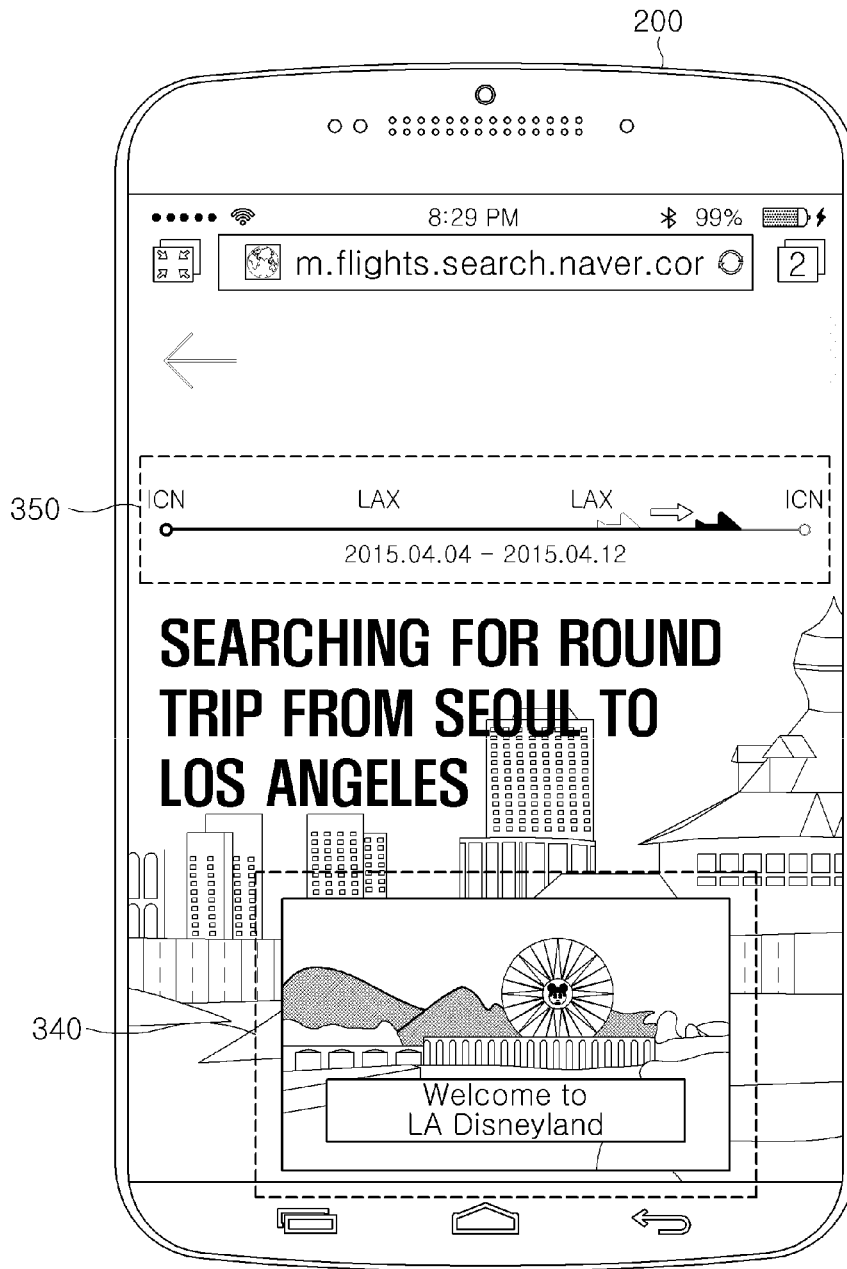 200
8:29 PM 99%
m.flights.search.naver.cor 2
350
ICN LAX LAX ICN
2015.04.04 - 2015.04.12
SEARCHING FOR ROUND
TRIP FROM SEOUL TO
LOS ANGELES
340
Welcome to
LA Disneyland